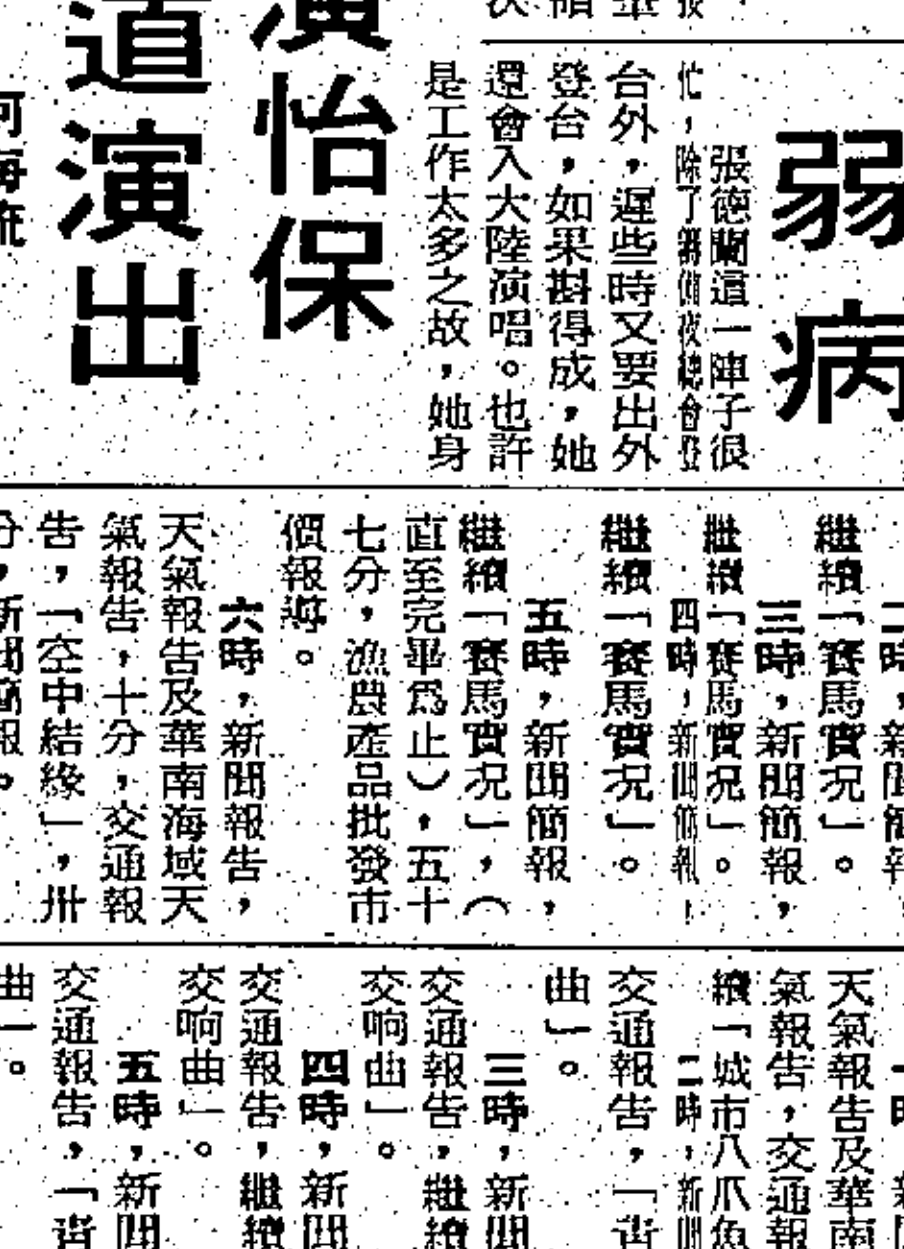 弱病
張德蘭這一陣子很
忙，除了劇價夜總會登
台外，遲些時又要出外
登台，如果斟得成，她
還會入大陸演唱。也許
是工作太多之故，她身
演怡保
道演出
繼續「賽馬實況」。
三時，新聞簡報，
繼續「賽馬實況」。
四時，新聞簡報，
繼續「賽馬實況」。
五時，新聞簡報，
繼續「賽馬實況」，（
直至完畢爲止），五十
七分，漁農產品批發市
價報導。
六時，新聞報告，
天氣報告及華南海域天
氣報告，十分，交通報
告，「空中結緣」，卅
分，新聞簡報。
天氣報告及華南
氣報告，交通報
續「城市八爪魚
二時，新聞
交通報告，「
曲」。
三時，新聞
交通報告，繼續
交响曲」。
四時，新聞
交通報告，繼續
交响曲」。
五時，新聞
交通報告，「
曲」。